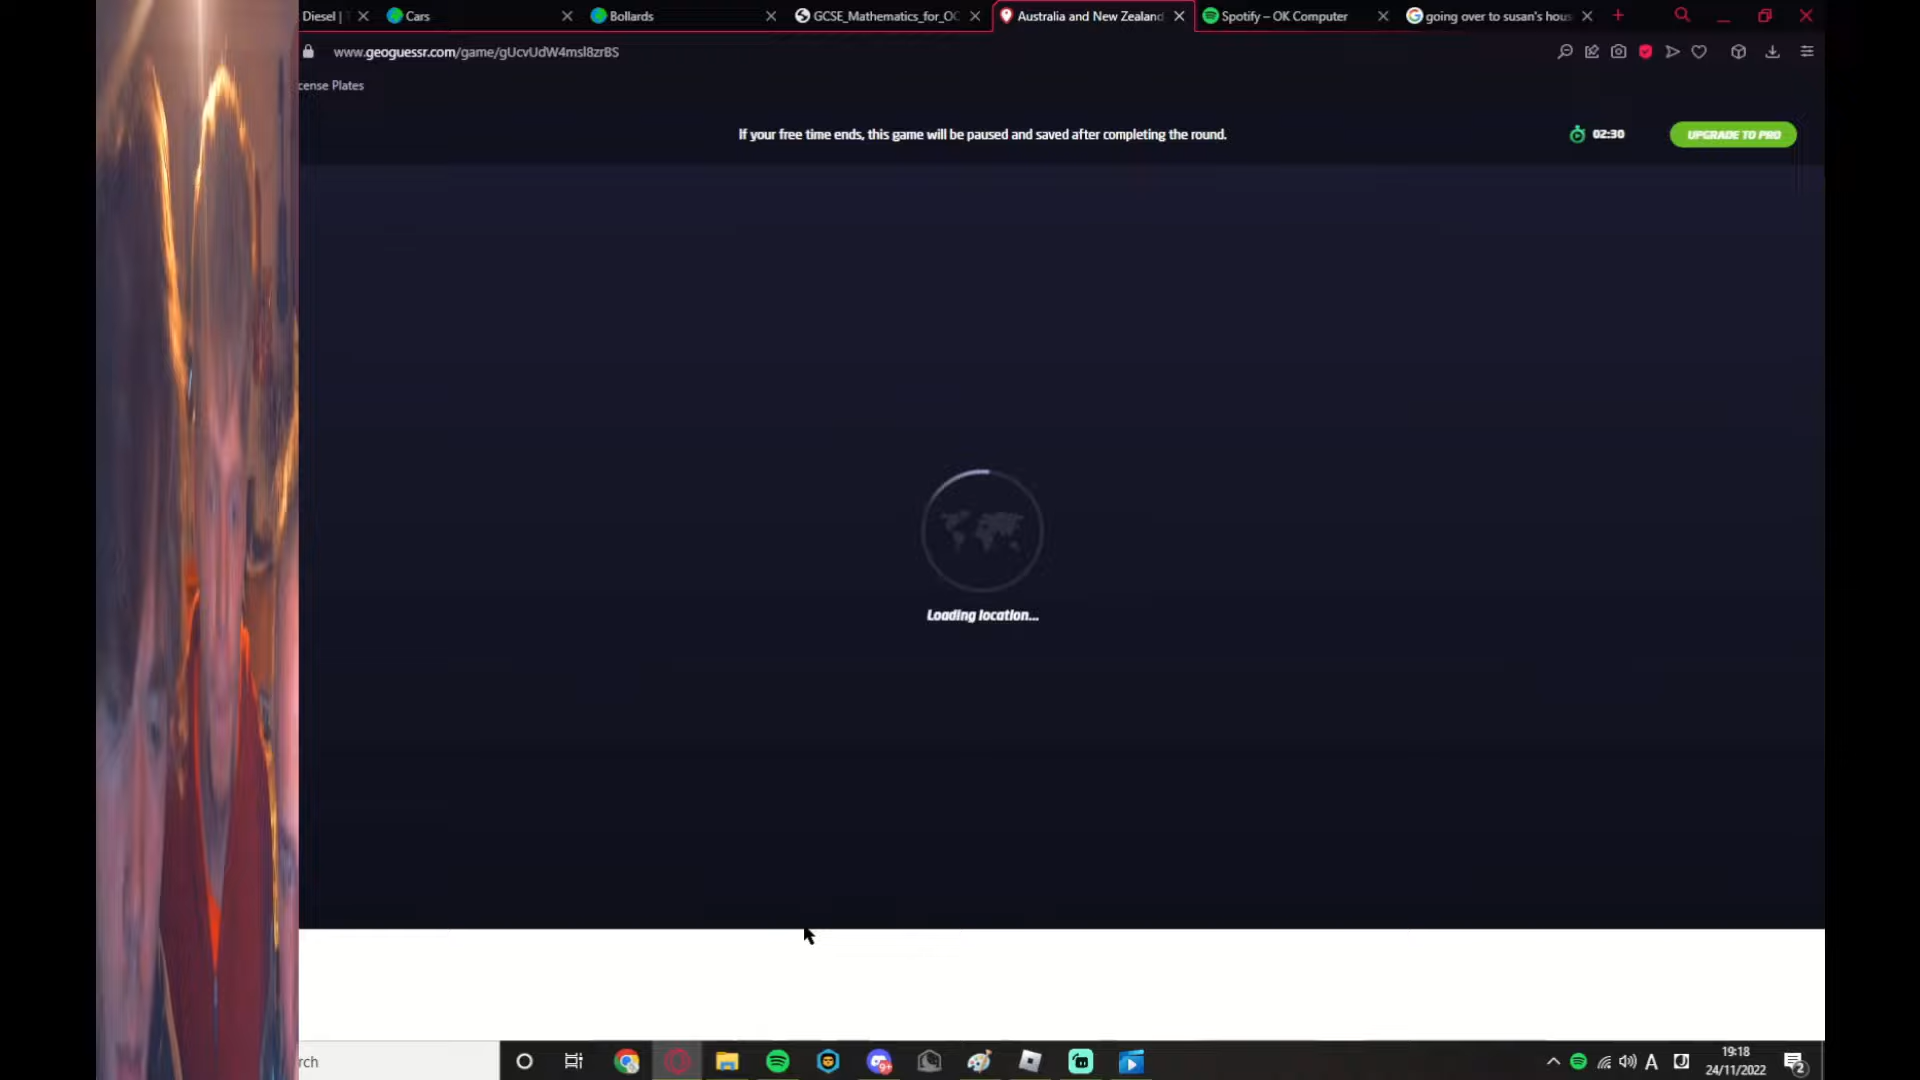 Diesel |
Cars
Bollards
GCSE_Mathematics_for_OC
Australia and New Zealand
Spotify – OK Computer
going over to susan's hous
www.geoguessr.com/game/gUcvUdW4msl8zrBS
cense Plates
If your free time ends, this game will be paused and saved after completing the round.
02:30
UPGRADE TO PRO
Loading location...
rch
9+
A
19:18
24/11/2022
2